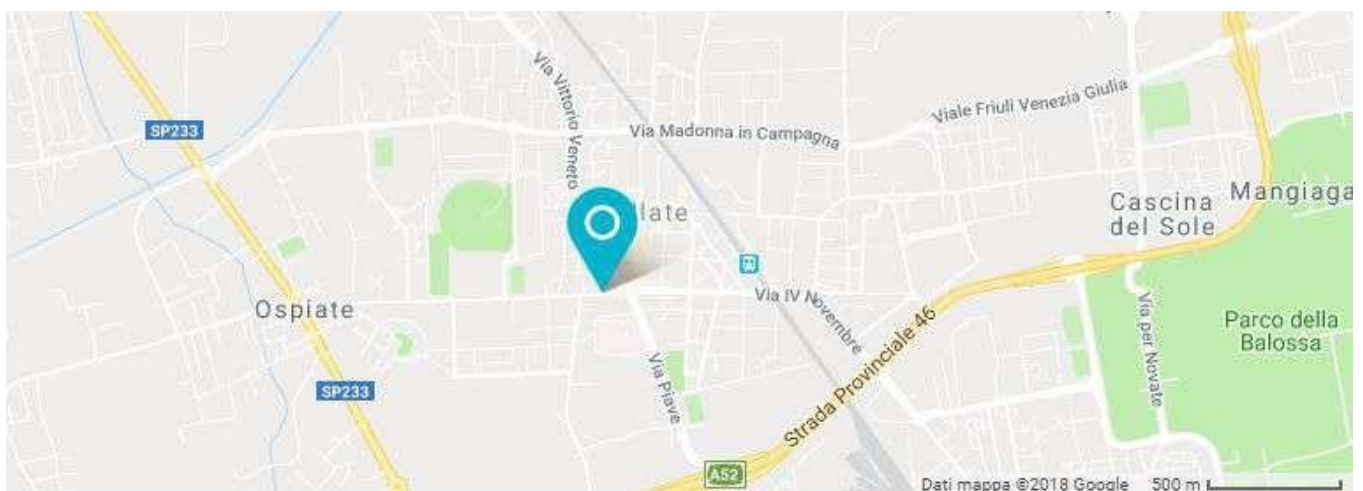 Via Vittorio Veneto
SP233
Via Madonna in Campagna
Viale Friuli Venezia Giulia
llate
Cascina
del Sole
Mangiaga
Ospiate
Via IV Novembre
Strada Provinciale 46
Via per Novate
Parco della
Balossa
SP233
Via Piave
A52
Dati mappa ©2018 Google 500 m